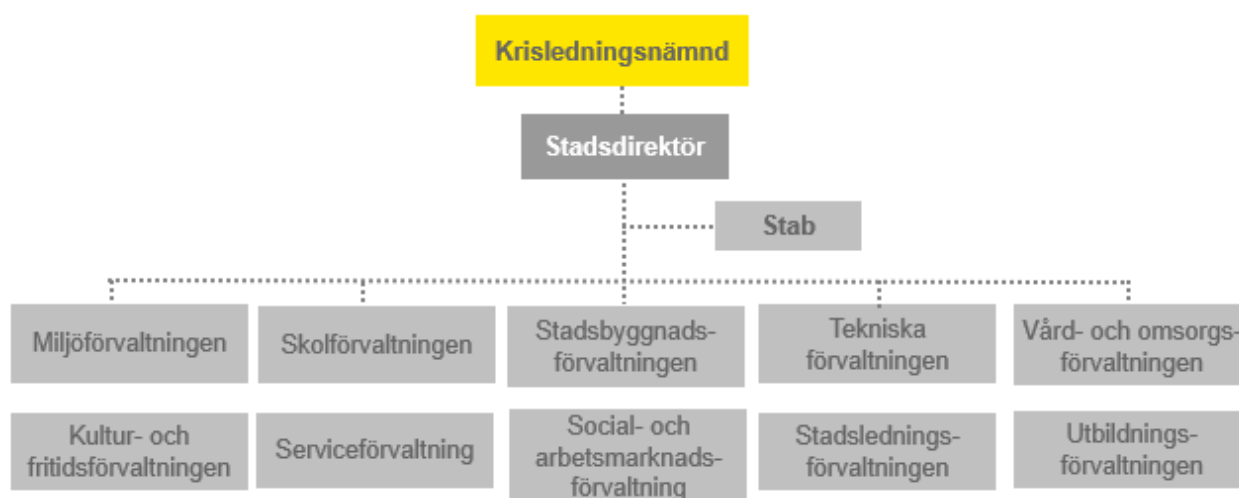 Krisledningsnämnd
Stadsdirektör
Stab
Miljöförvaltningen
Skolförvaltningen
Stadsbyggnads-
förvaltningen
Tekniska
förvaltningen
Vård- och omsorgs-
förvaltningen
Kultur- och
fritidsförvaltningen
Serviceförvaltning
Social- och
arbetsmarknads-
förvaltning
Stadslednings-
förvaltningen
Utbildnings-
förvaltningen